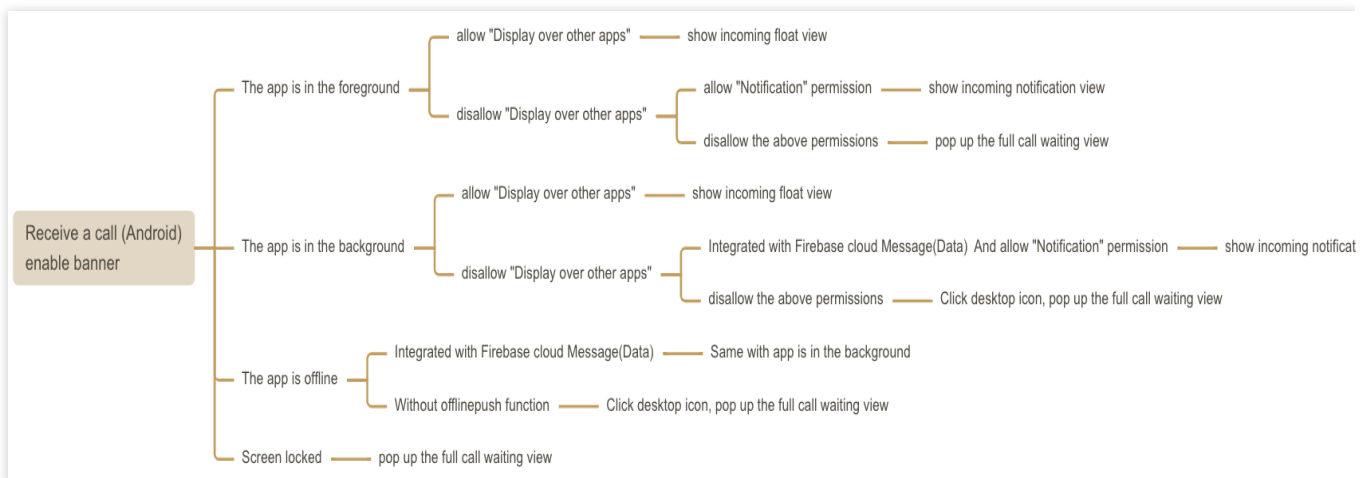 Receive a call (Android)
enable banner
The app is in the foreground
allow "Display over other apps"
show incoming float view
disallow "Display over other apps"
allow "Notification" permission
show incoming notification view
disallow the above permissions
pop up the full call waiting view
The app is in the background
allow "Display over other apps"
show incoming float view
disallow "Display over other apps"
Integrated with Firebase cloud Message(Data) And allow "Notification" permission
show incoming notificat
disallow the above permissions
Click desktop icon, pop up the full call waiting view
The app is offline
Integrated with Firebase cloud Message(Data)
Same with app is in the background
Without offlinepush function
Click desktop icon, pop up the full call waiting view
Screen locked
pop up the full call waiting view